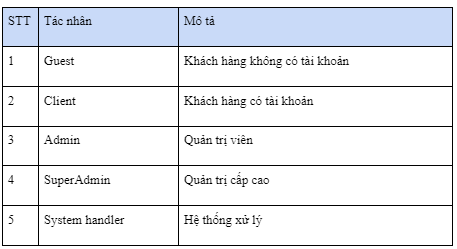 STT Tác nhân Mô tả
1 Guest Khách hàng không có tài khoản
2 Client Khách hàng có tài khoản
3 Admin Quản trị viên
4 SuperAdmin Quản trị cấp cao
5 System handler Hệ thống xử lý